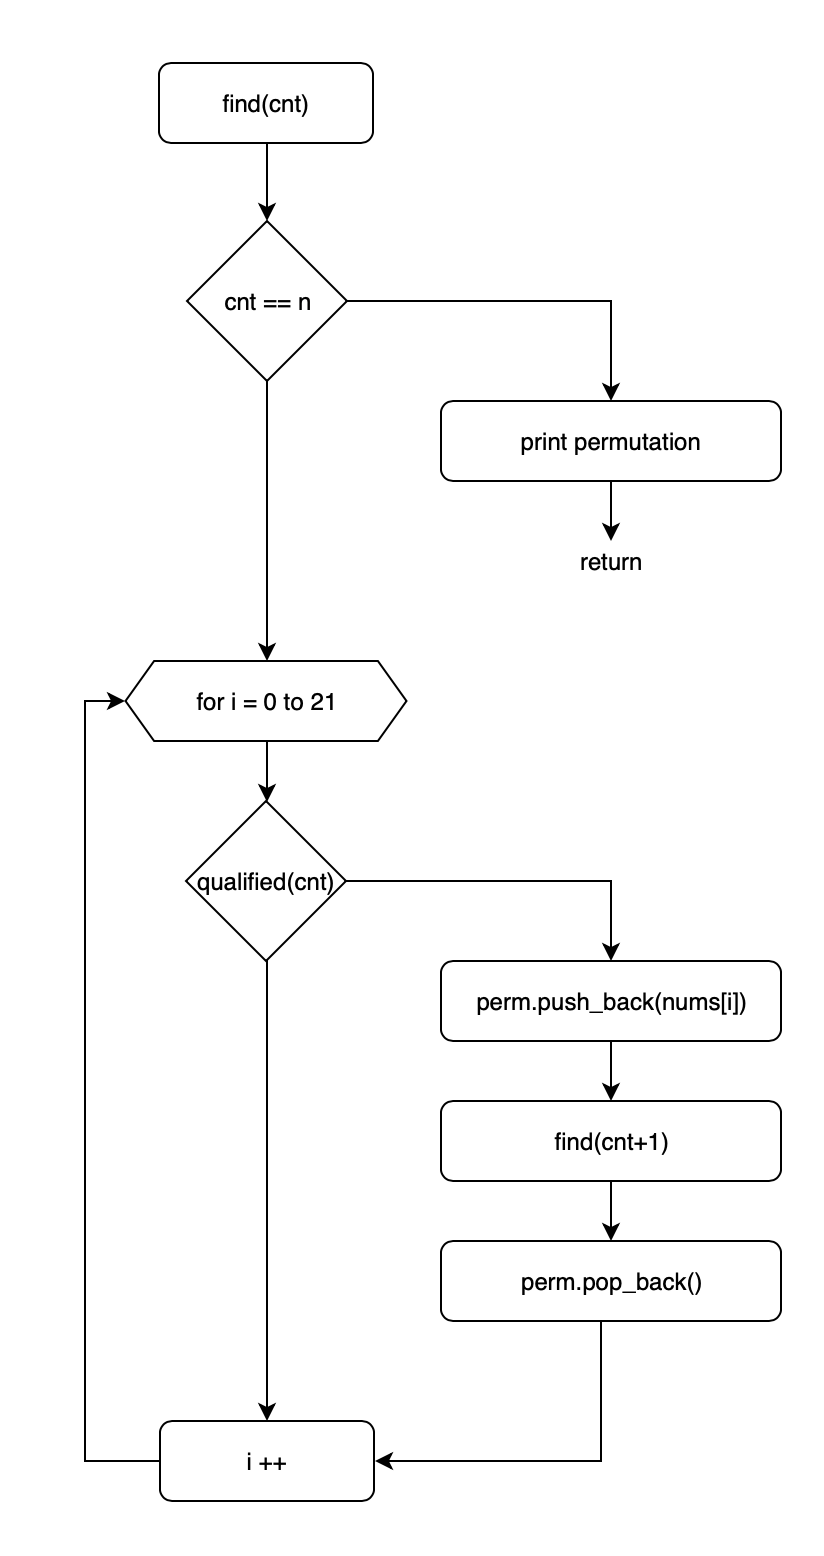 find(cnt)
cnt == n
print permutation
return
for i = 0 to 21
qualified(cnt)
perm.push_back(nums[i])
find(cnt+1)
perm.pop_back()
i ++